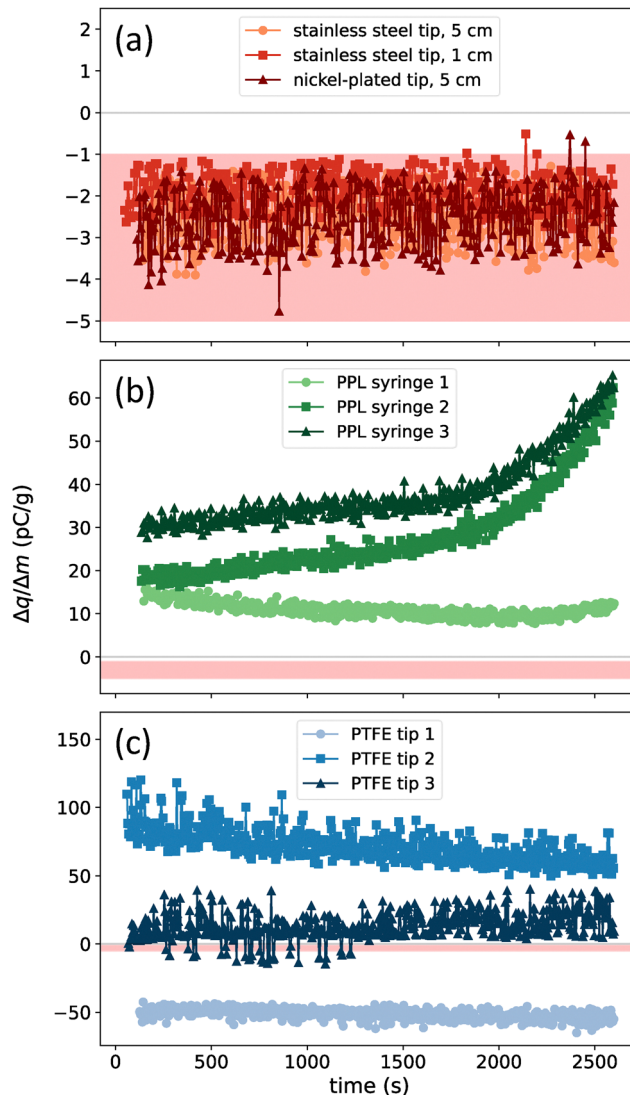 (a)
stainless steel tip, 5 cm
stainless steel tip, 1 cm
nickel-plated tip, 5 cm
2
1
0
−1
−2
−3
−4
−5
(b)
PPL syringe 1
PPL syringe 2
PPL syringe 3
60
50
40
30
20
10
0
Δq/Δm (pC/g)
(c)
PTFE tip 1
PTFE tip 2
PTFE tip 3
150
100
50
0
−50
0 500 1000 1500 2000 2500
time (s)